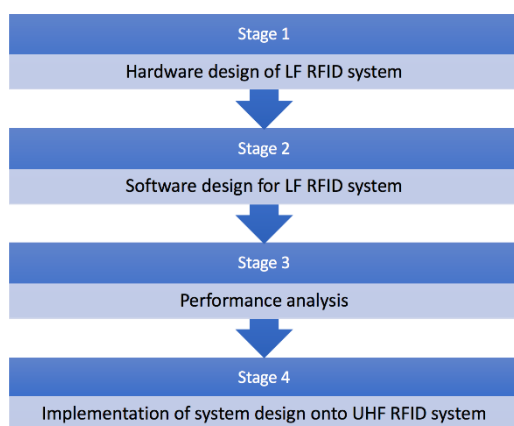 Stage 1
Hardware design of LF RFID system
Stage 2
Software design for LF RFID system
Stage 3
Performance analysis
Stage 4
Implementation of system design onto UHF RFID system